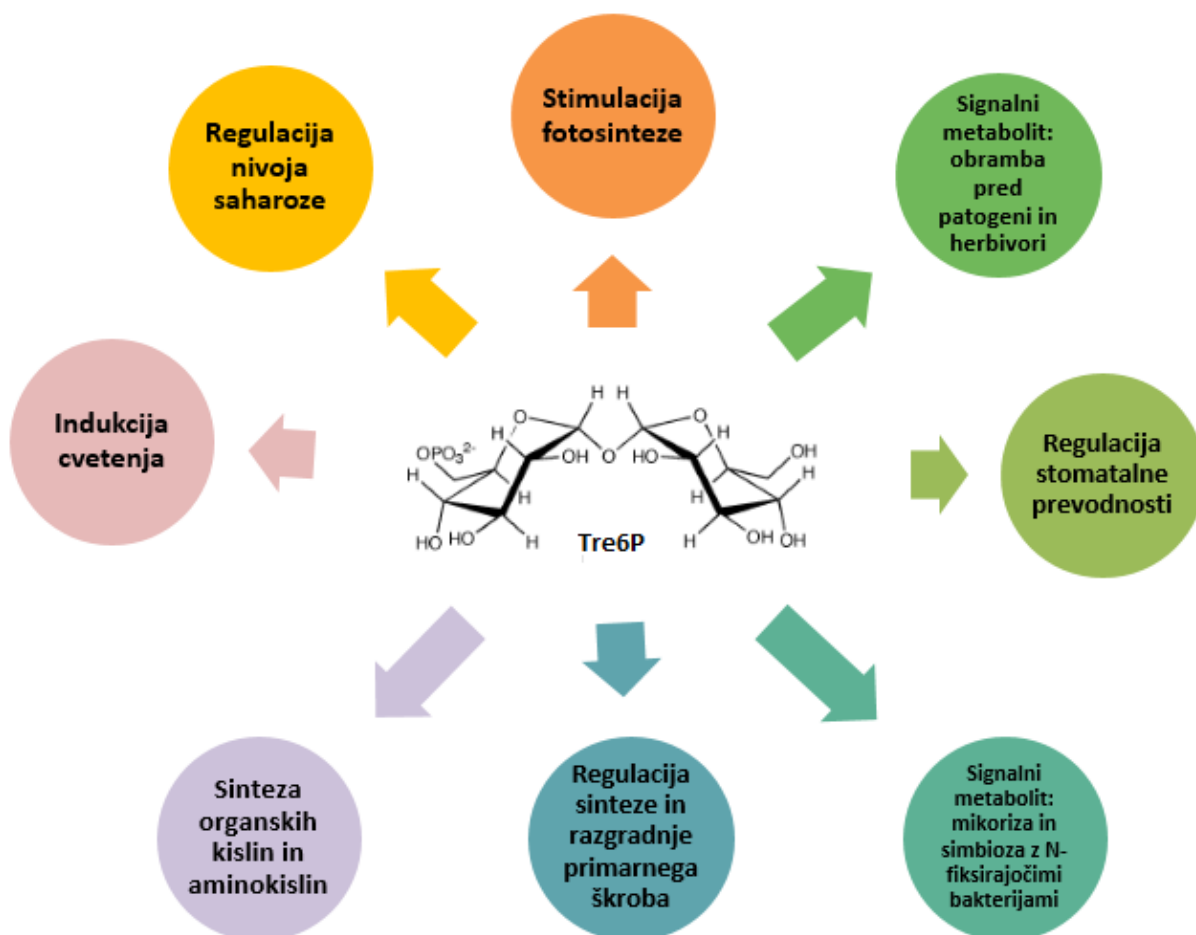 Stimulacija
fotosinteze
Regulacija
nivoja
saharoze
Signalni
metabolit:
obramba
pred
patogeni in
herbivori
Indukcija
cvetenja
H
H
O
O
H
H
OPO₃²⁻
OH
O
HO
OH
H
H
H
H
HO
HO
H
H
OH
OH
Tre6P
Regulacija
stomatalne
prevodnosti
Sinteza
organskih
kislin in
aminokislin
Regulacija
sinteze in
razgradnje
primarnega
škroba
Signalni
metabolit:
mikoriza in
simbioza z N-
fiksirajočimi
bakterijami